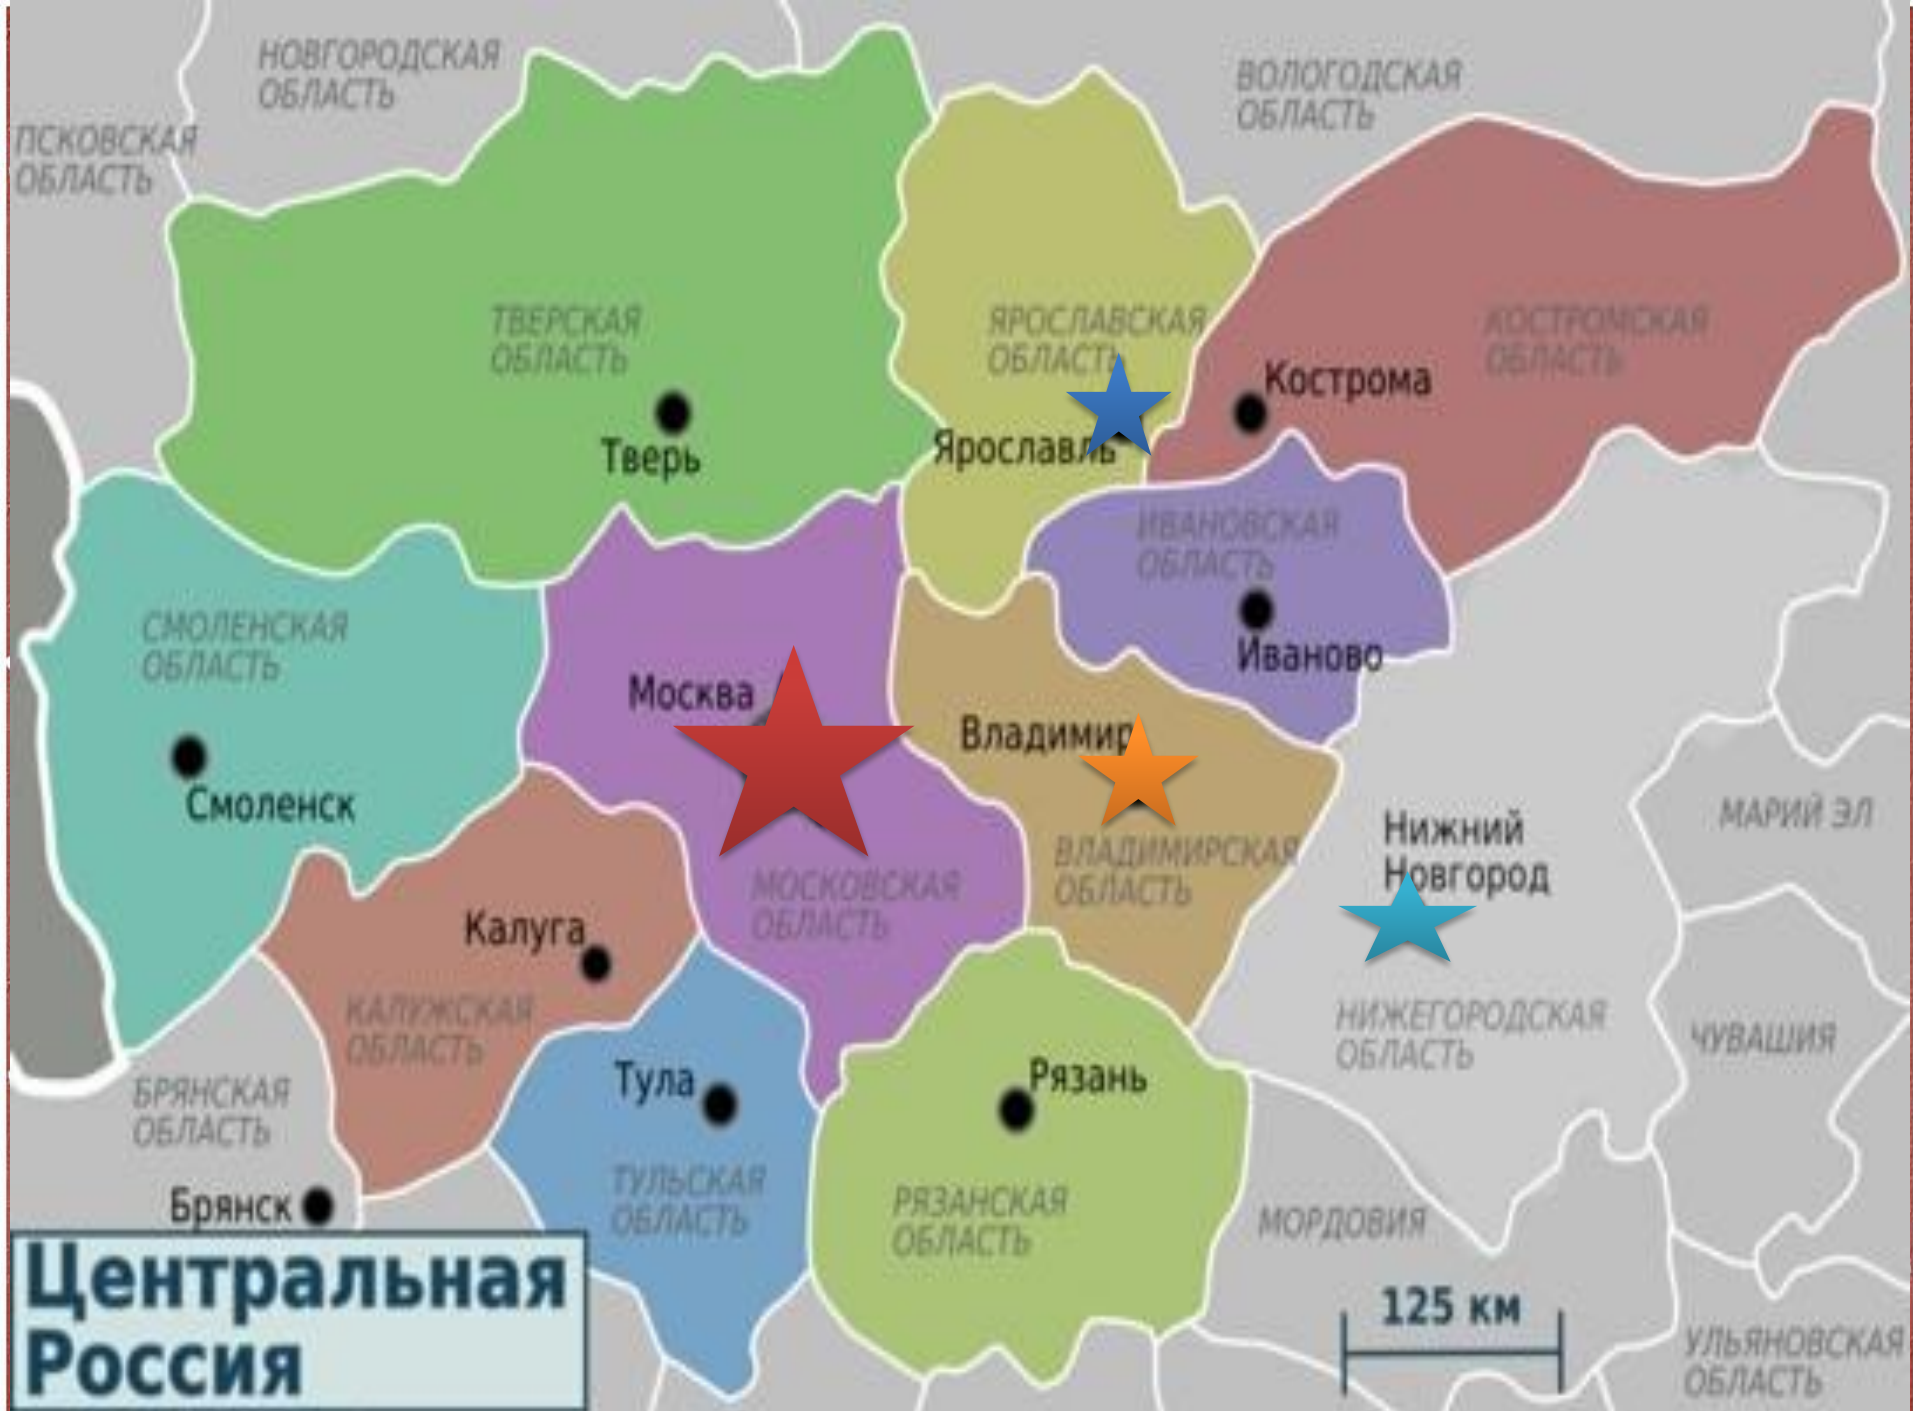 НОВГОРОДСКАЯ
ОБЛАСТЬ
ВОЛОГОДСКАЯ
ОБЛАСТЬ
ПСКОВСКАЯ
ОБЛАСТЬ
ТВЕРСКАЯ
ОБЛАСТЬ
Тверь
ЯРОСЛАВСКАЯ
ОБЛАСТЬ
Ярославль
КОСТРОМСКАЯ
ОБЛАСТЬ
Кострома
ИВАНОВСКАЯ
ОБЛАСТЬ
Иваново
СМОЛЕНСКАЯ
ОБЛАСТЬ
Смоленск
Москва
МОСКОВСКАЯ
ОБЛАСТЬ
Владимир
ВЛАДИМИРСКАЯ
ОБЛАСТЬ
Нижний
Новгород
НИЖЕГОРОДСКАЯ
ОБЛАСТЬ
МАРИЙ ЭЛ
ЧУВАШИЯ
Калуга
КАЛУЖСКАЯ
ОБЛАСТЬ
БРЯНСКАЯ
ОБЛАСТЬ
Брянск
Тула
ТУЛЬСКАЯ
ОБЛАСТЬ
Рязань
РЯЗАНСКАЯ
ОБЛАСТЬ
МОРДОВИЯ
УЛЬЯНОВСКАЯ
ОБЛАСТЬ
125 км
Центральная
Россия